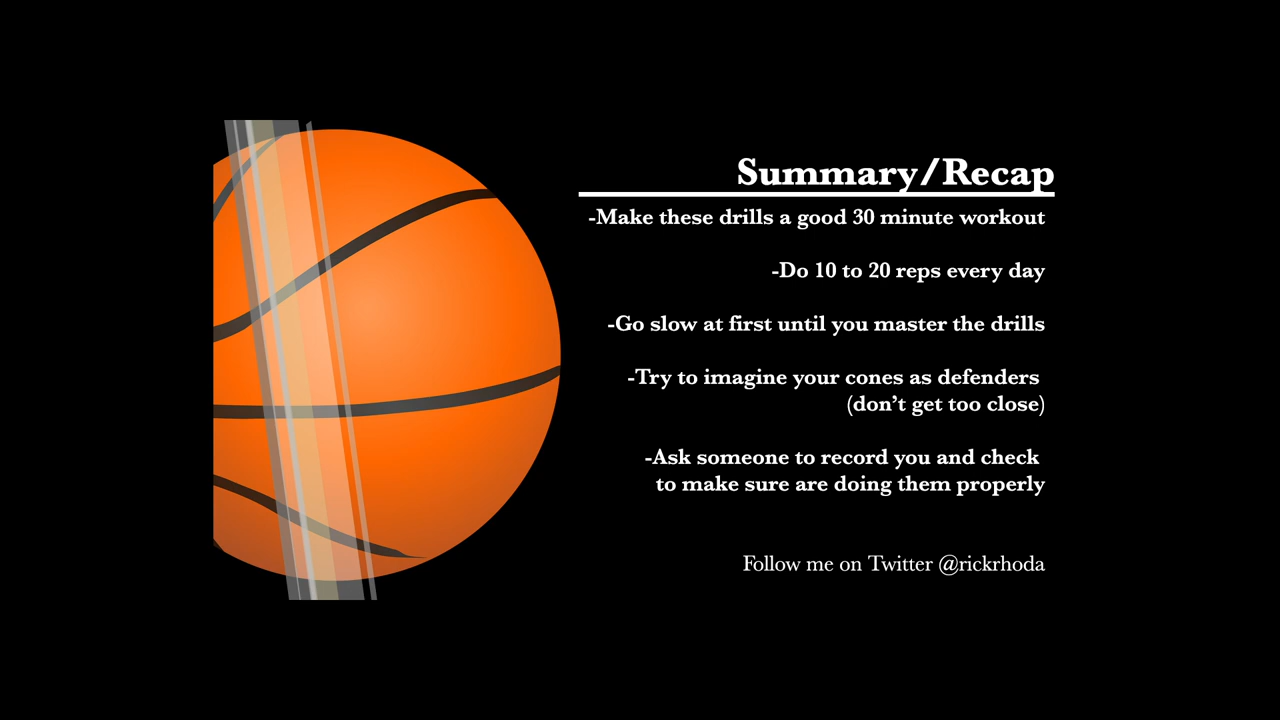 Summary/Recap
-Make these drills a good 30 minute workout
-Do 10 to 20 reps every day
-Go slow at first until you master the drills
-Try to imagine your cones as defenders
(don’t get too close)
-Ask someone to record you and check
to make sure are doing them properly
Follow me on Twitter @rickrhoda